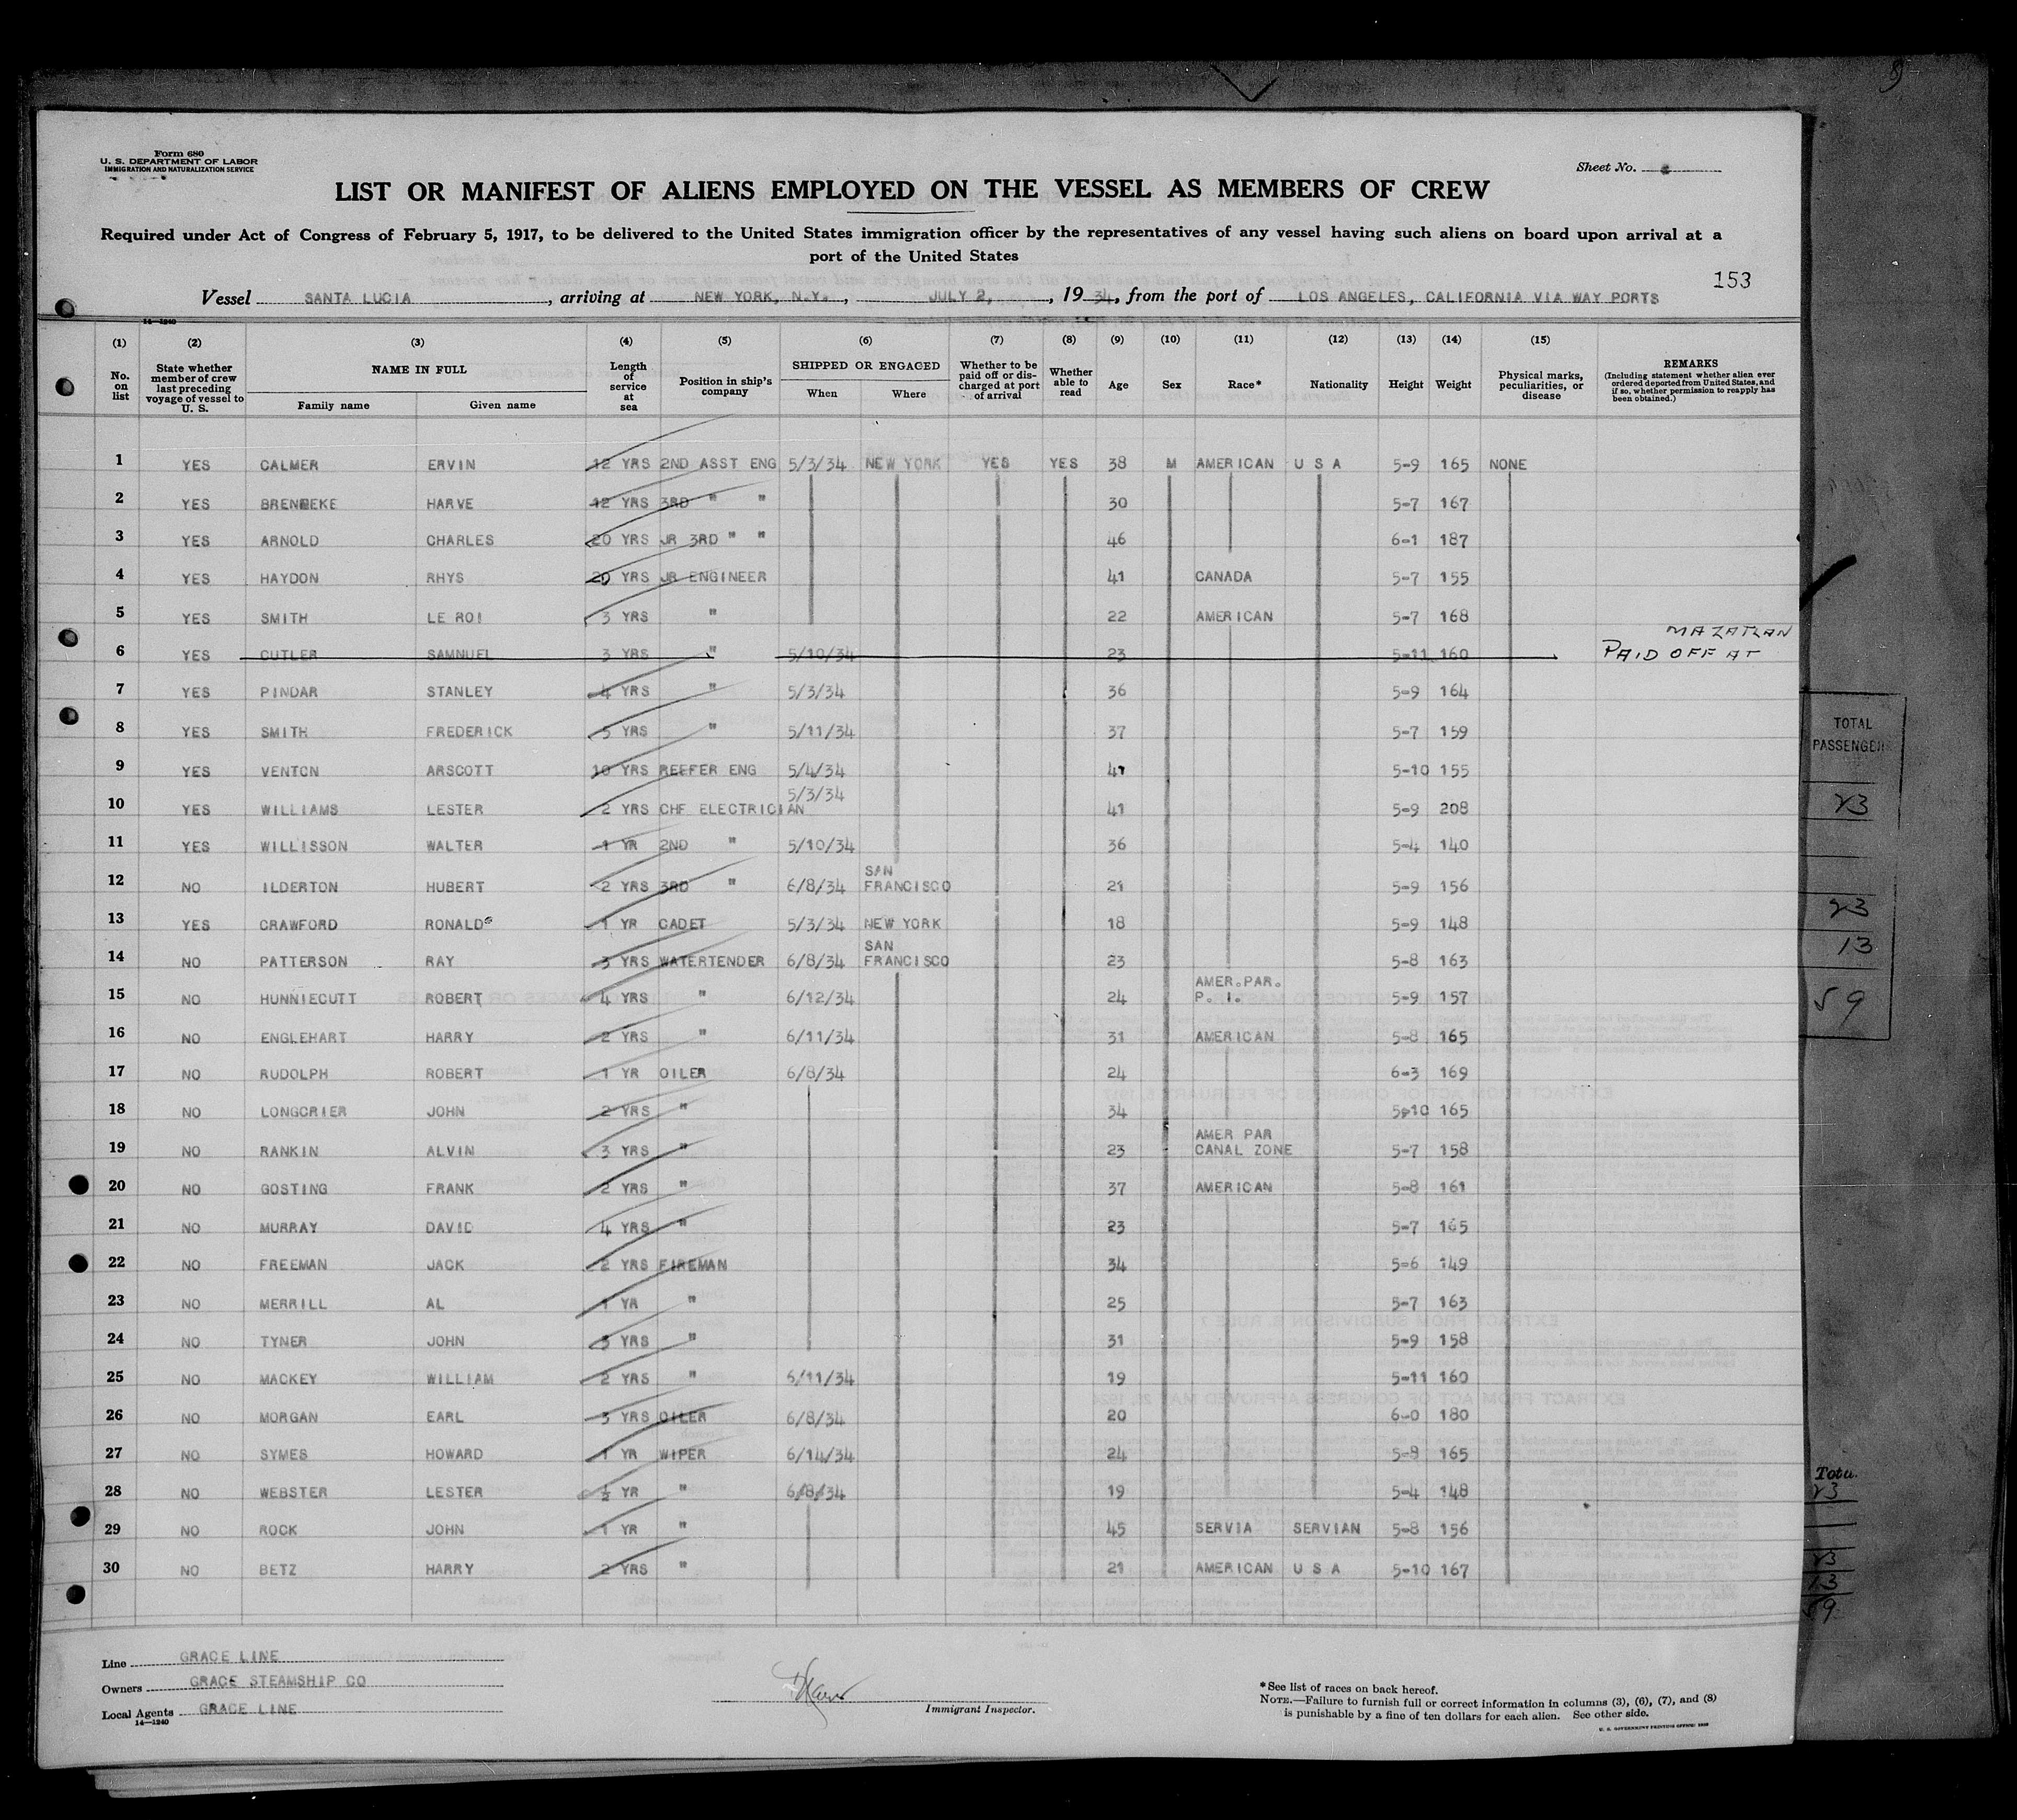 Form 680
U. S. DEPARTMENT OF LABOR
IMMIGRATION AND NATURALIZATION SERVICE
Sheet No.
LIST OR MANIFEST OF ALIENS EMPLOYED ON THE VESSEL AS MEMBERS OF CREW
Required under Act of Congress of February 5, 1917, to be delivered to the United States immigration officer by the representatives of any vessel having such aliens on board upon arrival at a
port of the United States
153
Vessel SANTA LUCIA, arriving at NEW YORK, N.Y., JULY 2, 1934, from the port of LOS ANGELES, CALIFORNIA VIA WAY PORTS
14—1240
(1) (2) (3) (4) (5) (6) (7) (8) (9) (10) (11) (12) (13) (14) (15)
No. on list
State whether member of crew last preceding voyage of vessel to U. S.
NAME IN FULL
Family name Given name
Length of service at sea
Position in ship's company
SHIPPED OR ENGAGED
When Where
Whether to be paid off or discharged at port of arrival
Whether able to read
Age Sex Race* Nationality Height Weight
Physical marks, peculiarities, or disease
REMARKS
(Including statement whether alien ever ordered deported from United States, and if so, whether permission to reapply has been obtained.)
1 YES CALMER ERVIN 12 YRS 2ND ASST ENG 5/3/34 NEW YORK YES YES 38 M AMERICAN U S A 5-9 165 NONE
2 YES BRENNEKE HARVE 12 YRS 3RD " " 30 5-7 167
3 YES ARNOLD CHARLES 20 YRS JR 3RD " " 46 6-1 187
4 YES HAYDON RHYS 20 YRS JR ENGINEER 41 CANADA 5-7 155
5 YES SMITH LE ROI 3 YRS " 22 AMERICAN 5-7 168
6 YES CUTLER SAMNUEL 3 YRS " 5/10/34 23 5-11 160 PAID OFF AT MAZATLAN
7 YES PINDAR STANLEY 4 YRS " 5/3/34 36 5-9 164
8 YES SMITH FREDERICK 5 YRS " 5/11/34 37 5-7 159
9 YES VENTON ARSCOTT 10 YRS REEFER ENG 5/4/34 41 5-10 155
10 YES WILLIAMS LESTER 2 YRS CHF ELECTRICIAN 5/3/34 41 5-9 208
11 YES WILLISSON WALTER 1 YR 2ND " 5/10/34 36 5-4 140
12 NO ILDERTON HUBERT 2 YRS 3RD " 6/8/34 SAN FRANCISCO 21 5-9 156
13 YES CRAWFORD RONALD 1 YR CADET 5/3/34 NEW YORK 18 5-9 148
14 NO PATTERSON RAY 3 YRS WATERTENDER 6/8/34 SAN FRANCISCO 23 5-8 163
15 NO HUNNIECUTT ROBERT 4 YRS " 6/12/34 24 AMER.PAR. P. I. 5-9 157
16 NO ENGLEHART HARRY 2 YRS " 6/11/34 31 AMERICAN 5-8 165
17 NO RUDOLPH ROBERT 1 YR OILER 6/8/34 24 6-3 169
18 NO LONGCRIER JOHN 2 YRS " 34 5-10 165
19 NO RANKIN ALVIN 3 YRS " 23 AMER PAR CANAL ZONE 5-7 158
20 NO GOSTING FRANK 2 YRS " 37 AMERICAN 5-8 161
21 NO MURRAY DAVID 4 YRS " 23 5-7 165
22 NO FREEMAN JACK 2 YRS FIREMAN 34 5-6 149
23 NO MERRILL AL 1 YR " 25 5-7 163
24 NO TYNER JOHN 3 YRS " 31 5-9 158
25 NO MACKEY WILLIAM 2 YRS " 6/11/34 19 5-11 160
26 NO MORGAN EARL 3 YRS OILER 6/8/34 20 6-0 180
27 NO SYMES HOWARD 1 YR WIPER 6/14/34 24 5-8 165
28 NO WEBSTER LESTER ½ YR " 6/8/34 19 5-4 148
29 NO ROCK JOHN 1 YR " 45 SERVIA SERVIAN 5-8 156
30 NO BETZ HARRY 2 YRS " 21 AMERICAN U S A 5-10 167
Line GRACE LINE
Owners GRACE STEAMSHIP CO
Local Agents GRACE LINE
14—1240
Immigrant Inspector.
*See list of races on back hereof.
NOTE.—Failure to furnish full or correct information in columns (3), (6), (7), and (8)
is punishable by a fine of ten dollars for each alien. See other side.
TOTAL
PASSENGER
23
23
13
59
Tota.
23
23
13
59